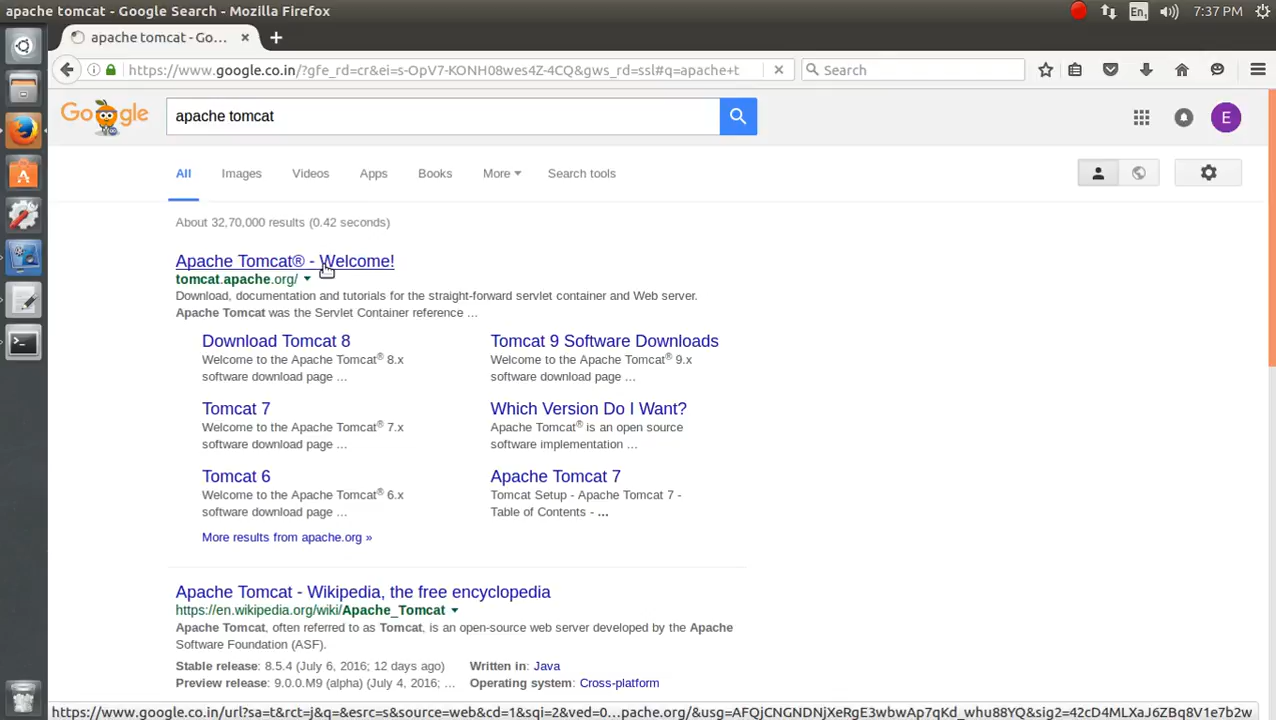 apache tomcat - Google Search - Mozilla Firefox
En
7:37 PM
apache tomcat - Go...
https://www.google.co.in/?gfe_rd=cr&ei=s-OpV7-KONH08wes4Z-4CQ&gws_rd=ssl#q=apache+t
Search
Google
apache tomcat
E
All Images Videos Apps Books More Search tools
About 32,70,000 results (0.42 seconds)
Apache Tomcat® - Welcome!
tomcat.apache.org/
Download, documentation and tutorials for the straight-forward servlet container and Web server.
Apache Tomcat was the Servlet Container reference ...
Download Tomcat 8
Welcome to the Apache Tomcat® 8.x
software download page ...
Tomcat 9 Software Downloads
Welcome to the Apache Tomcat® 9.x
software download page ...
Tomcat 7
Welcome to the Apache Tomcat® 7.x
software download page ...
Which Version Do I Want?
Apache Tomcat® is an open source
software implementation ...
Tomcat 6
Welcome to the Apache Tomcat® 6.x
software download page ...
Apache Tomcat 7
Tomcat Setup - Apache Tomcat 7 -
Table of Contents - ...
More results from apache.org »
Apache Tomcat - Wikipedia, the free encyclopedia
https://en.wikipedia.org/wiki/Apache_Tomcat
Apache Tomcat, often referred to as Tomcat, is an open-source web server developed by the Apache
Software Foundation (ASF).
Stable release: 8.5.4 (July 6, 2016; 12 days ago)
Written in: Java
Preview release: 9.0.0.M9 (alpha) (July 4, 2016; ...
Operating system: Cross-platform
https://www.google.co.in/url?sa=t&rct=j&q=&esrc=s&source=web&cd=1&sqi=2&ved=0...pache.org/&usg=AFQjCNGNDNjXeRgE3wbwAp7qKd_whu88YQ&sig2=42cD4MLXaJ6ZBq8V1e7b2w